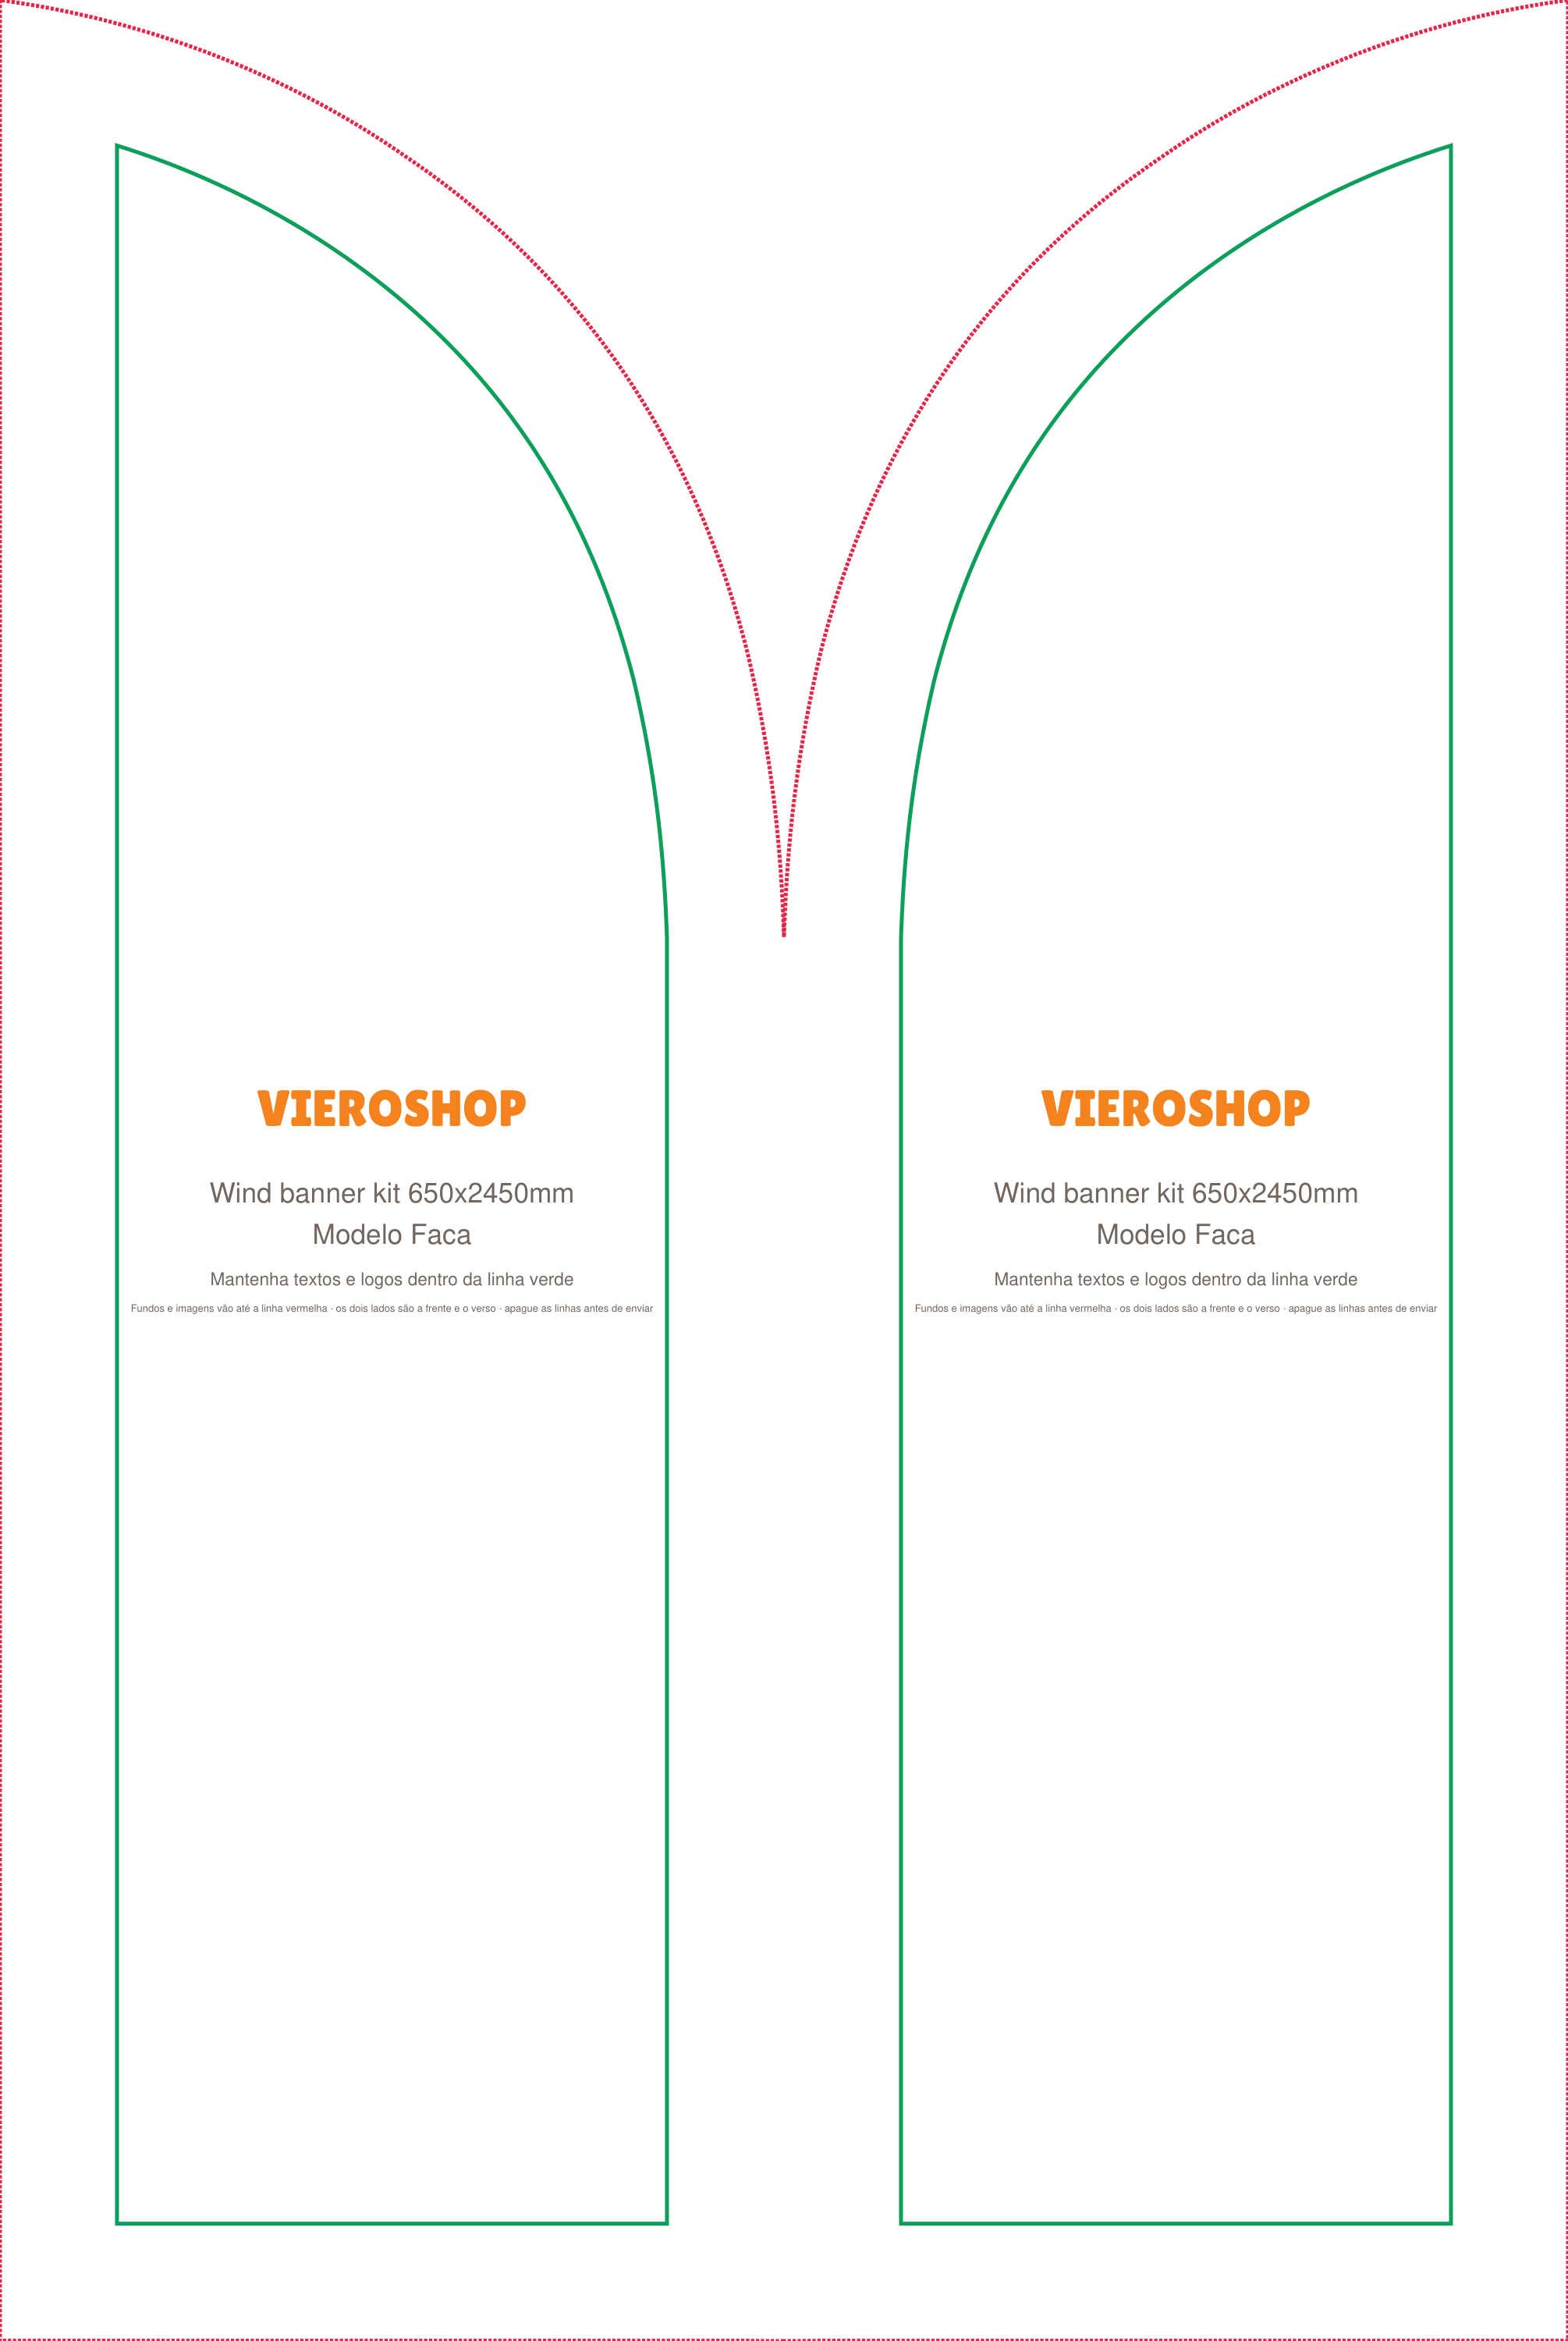 VIEROSHOP
Wind banner kit 650x2450mm
Modelo Faca
Mantenha textos e logos dentro da linha verde
Fundos e imagens vão até a linha vermelha · os dois lados são a frente e o verso · apague as linhas antes de enviar
VIEROSHOP
Wind banner kit 650x2450mm
Modelo Faca
Mantenha textos e logos dentro da linha verde
Fundos e imagens vão até a linha vermelha · os dois lados são a frente e o verso · apague as linhas antes de enviar